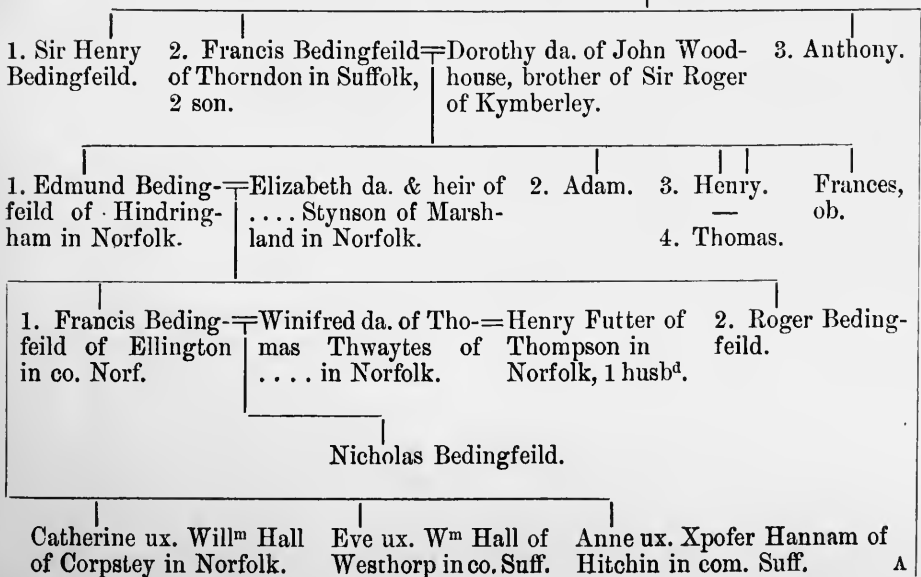 1. Sir Henry Bedingfeild.
2. Francis Bedingfeild of Thorndon in Suffolk, 2 son.
Dorothy da. of John Woodhouse, brother of Sir Roger of Kymberley.
3. Anthony.
1. Edmund Bedingfeild of Hindringham in Norfolk.
Elizabeth da. & heir of .... Stynson of Marshland in Norfolk.
2. Adam.
3. Henry.
—
4. Thomas.
Frances, ob.
1. Francis Bedingfeild of Ellington in co. Norf.
Winifred da. of Thomas Thwaytes of .... in Norfolk.
Henry Futter of Thompson in Norfolk, 1 husbᵈ.
2. Roger Bedingfeild.
Nicholas Bedingfeild.
Catherine ux. Willᵐ Hall of Corpstey in Norfolk.
Eve ux. Wᵐ Hall of Westhorp in co. Suff.
Anne ux. Xpofer Hannam of Hitchin in com. Suff.
A